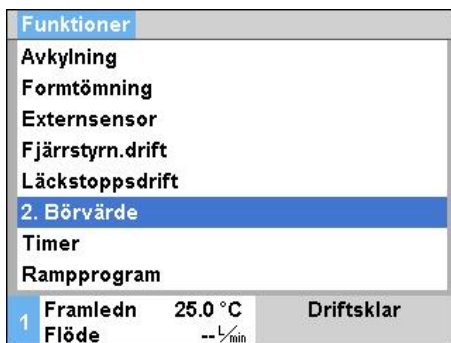 Funktioner
Avkylning
Formtömning
Externsensor
Fjärrstyrn.drift
Läckstoppsdrift
2. Börvärde
Timer
Rampprogram
1 Framledn 25.0 °C Driftsklar
Flöde -- L/min